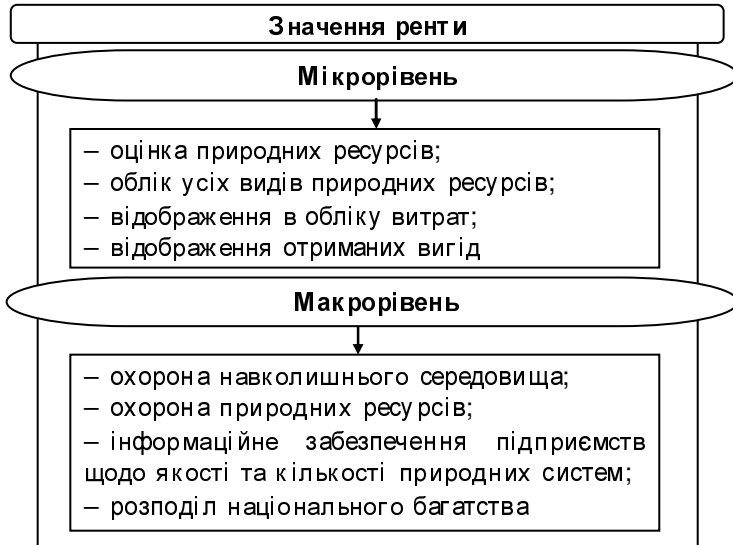 Значення ренти
Мікрорівень
– оцінка природних ресурсів;
– облік усіх видів природних ресурсів;
– відображення в обліку витрат;
– відображення отриманих вигід
Макрорівень
– охорона навколишнього середовища;
– охорона природних ресурсів;
– інформаційне забезпечення підприємств
щодо якості та кількості природних систем;
– розподіл національного багатства